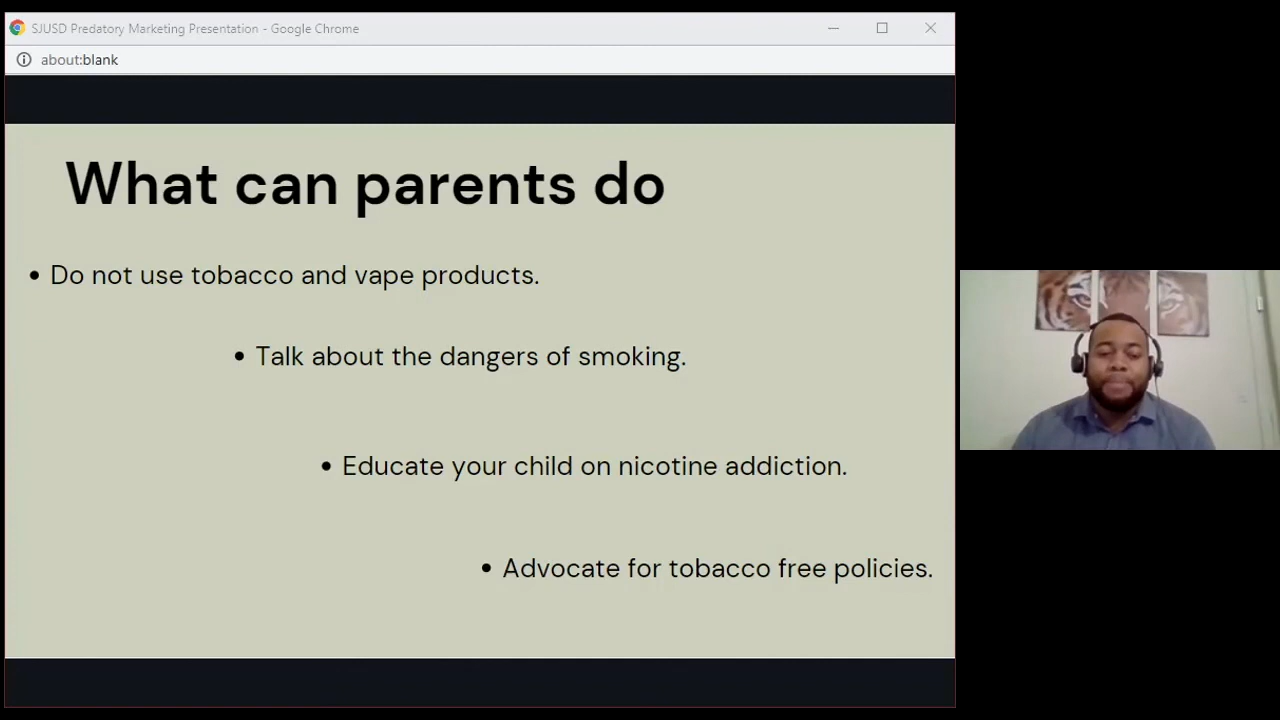 SJUSD Predatory Marketing Presentation - Google Chrome
about:blank
What can parents do
• Do not use tobacco and vape products.
• Talk about the dangers of smoking.
• Educate your child on nicotine addiction.
• Advocate for tobacco free policies.